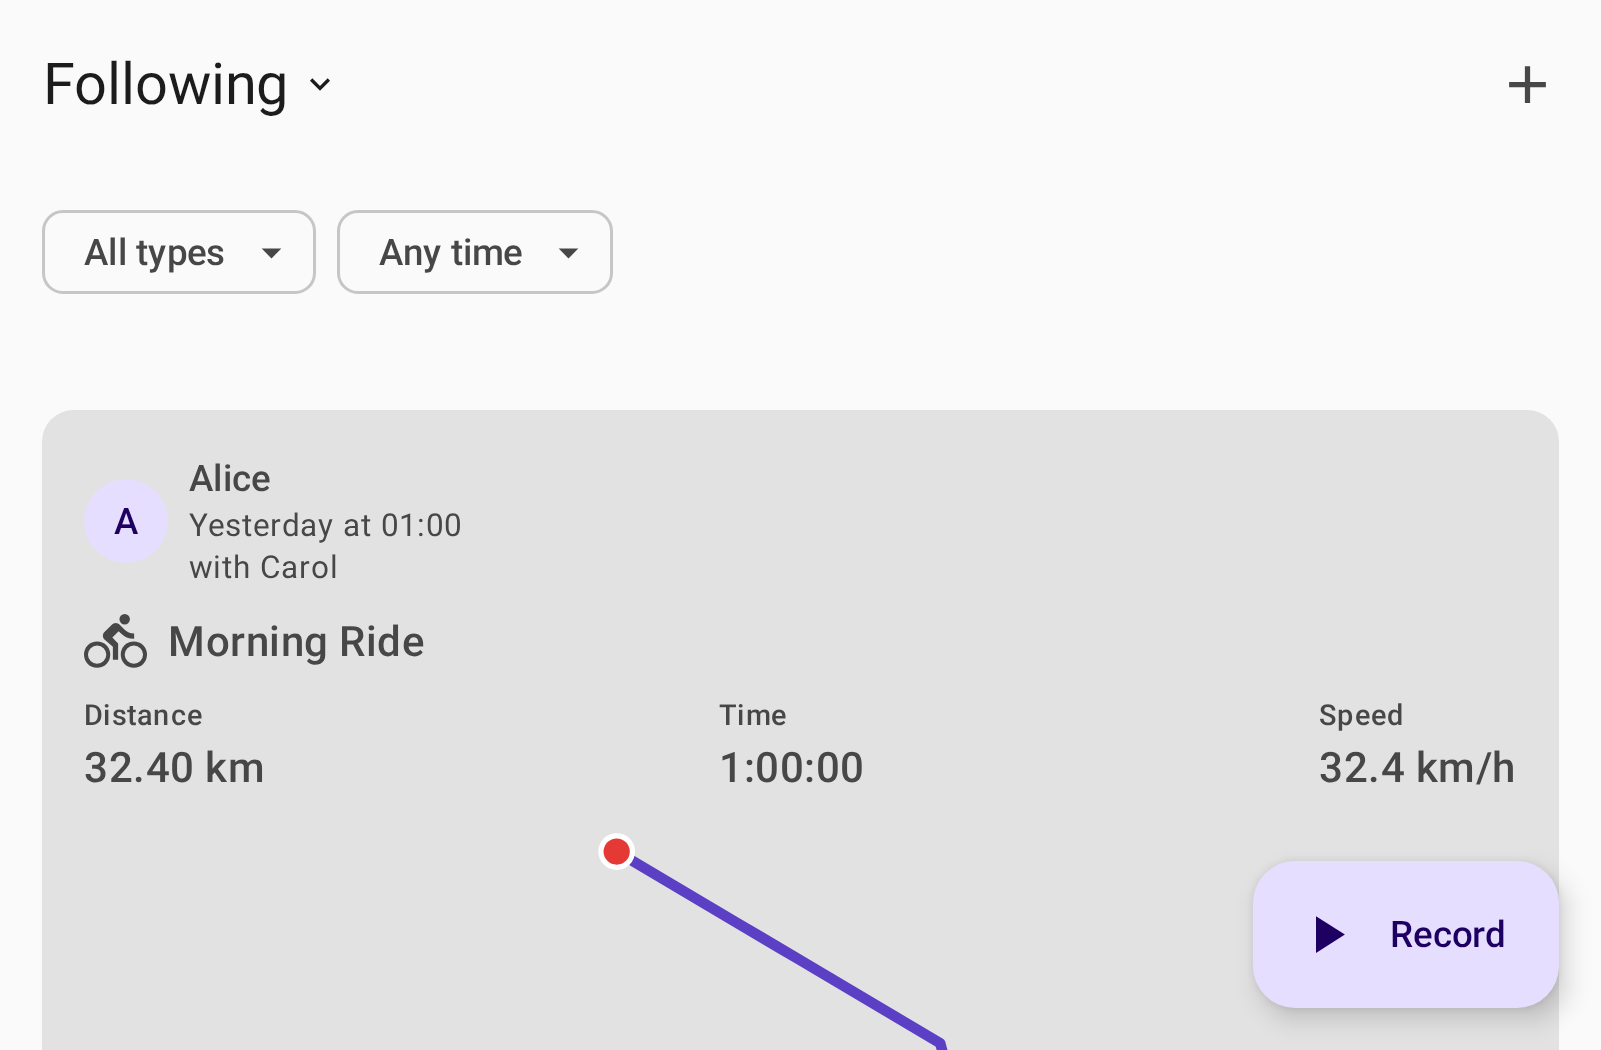 Following
All types
Any time
Alice
A
Yesterday at 01:00
with Carol
Morning Ride
Distance
Time
Speed
32.40 km
1:00:00
32.4 km/h
Record